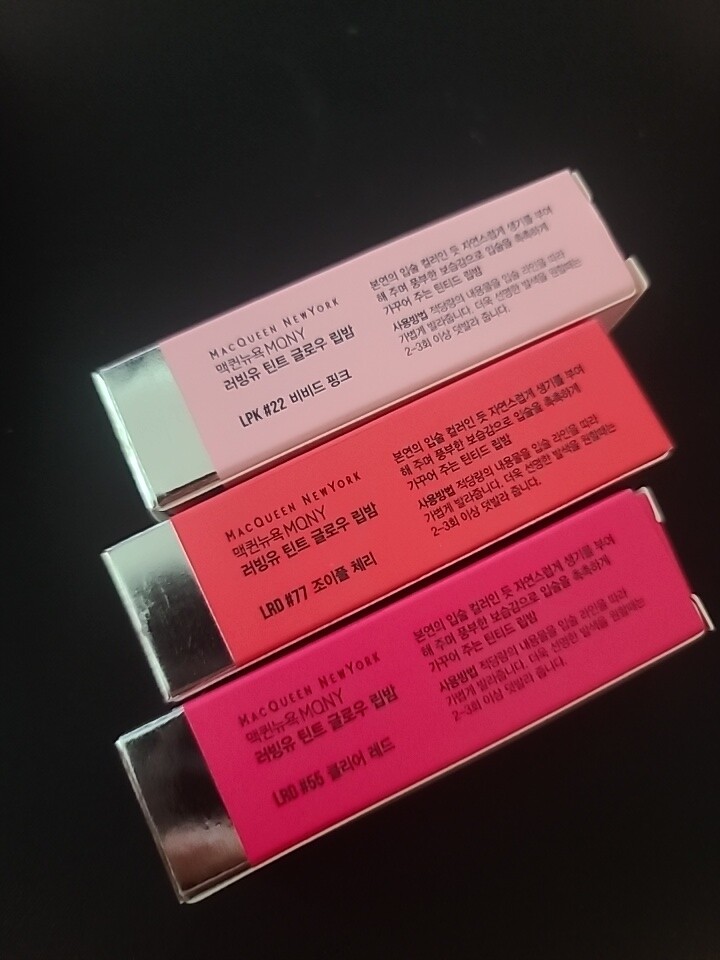 MACQUEEN NEWYORK
맥퀸뉴욕 MQNY
러빙유 틴트 글로우 립밤
LPK #22 비비드 핑크
본연의 입술 컬러인 듯 자연스럽게 생기를 부여
해 주며 풍부한 보습감으로 입술을 촉촉하게
가꾸어 주는 틴티드 립밤
사용방법 적당량의 내용물을 입술 라인을 따라
가볍게 발라줍니다. 더욱 선명한 발색을 원할때는
2~3회 이상 덧발라 줍니다.
MACQUEEN NEWYORK
맥퀸뉴욕 MQNY
러빙유 틴트 글로우 립밤
LRD #77 조이풀 체리
본연의 입술 컬러인 듯 자연스럽게 생기를 부여
해 주며 풍부한 보습감으로 입술을 촉촉하게
가꾸어 주는 틴티드 립밤
사용방법 적당량의 내용물을 입술 라인을 따라
가볍게 발라줍니다. 더욱 선명한 발색을 원할때는
2~3회 이상 덧발라 줍니다.
MACQUEEN NEWYORK
맥퀸뉴욕 MQNY
러빙유 틴트 글로우 립밤
LRD #55 클리어 레드
본연의 입술 컬러인 듯 자연스럽게 생기를 부여
해 주며 풍부한 보습감으로 입술을 촉촉하게
가꾸어 주는 틴티드 립밤
사용방법 적당량의 내용물을 입술 라인을 따라
가볍게 발라줍니다. 더욱 선명한 발색을 원할때는
2~3회 이상 덧발라 줍니다.